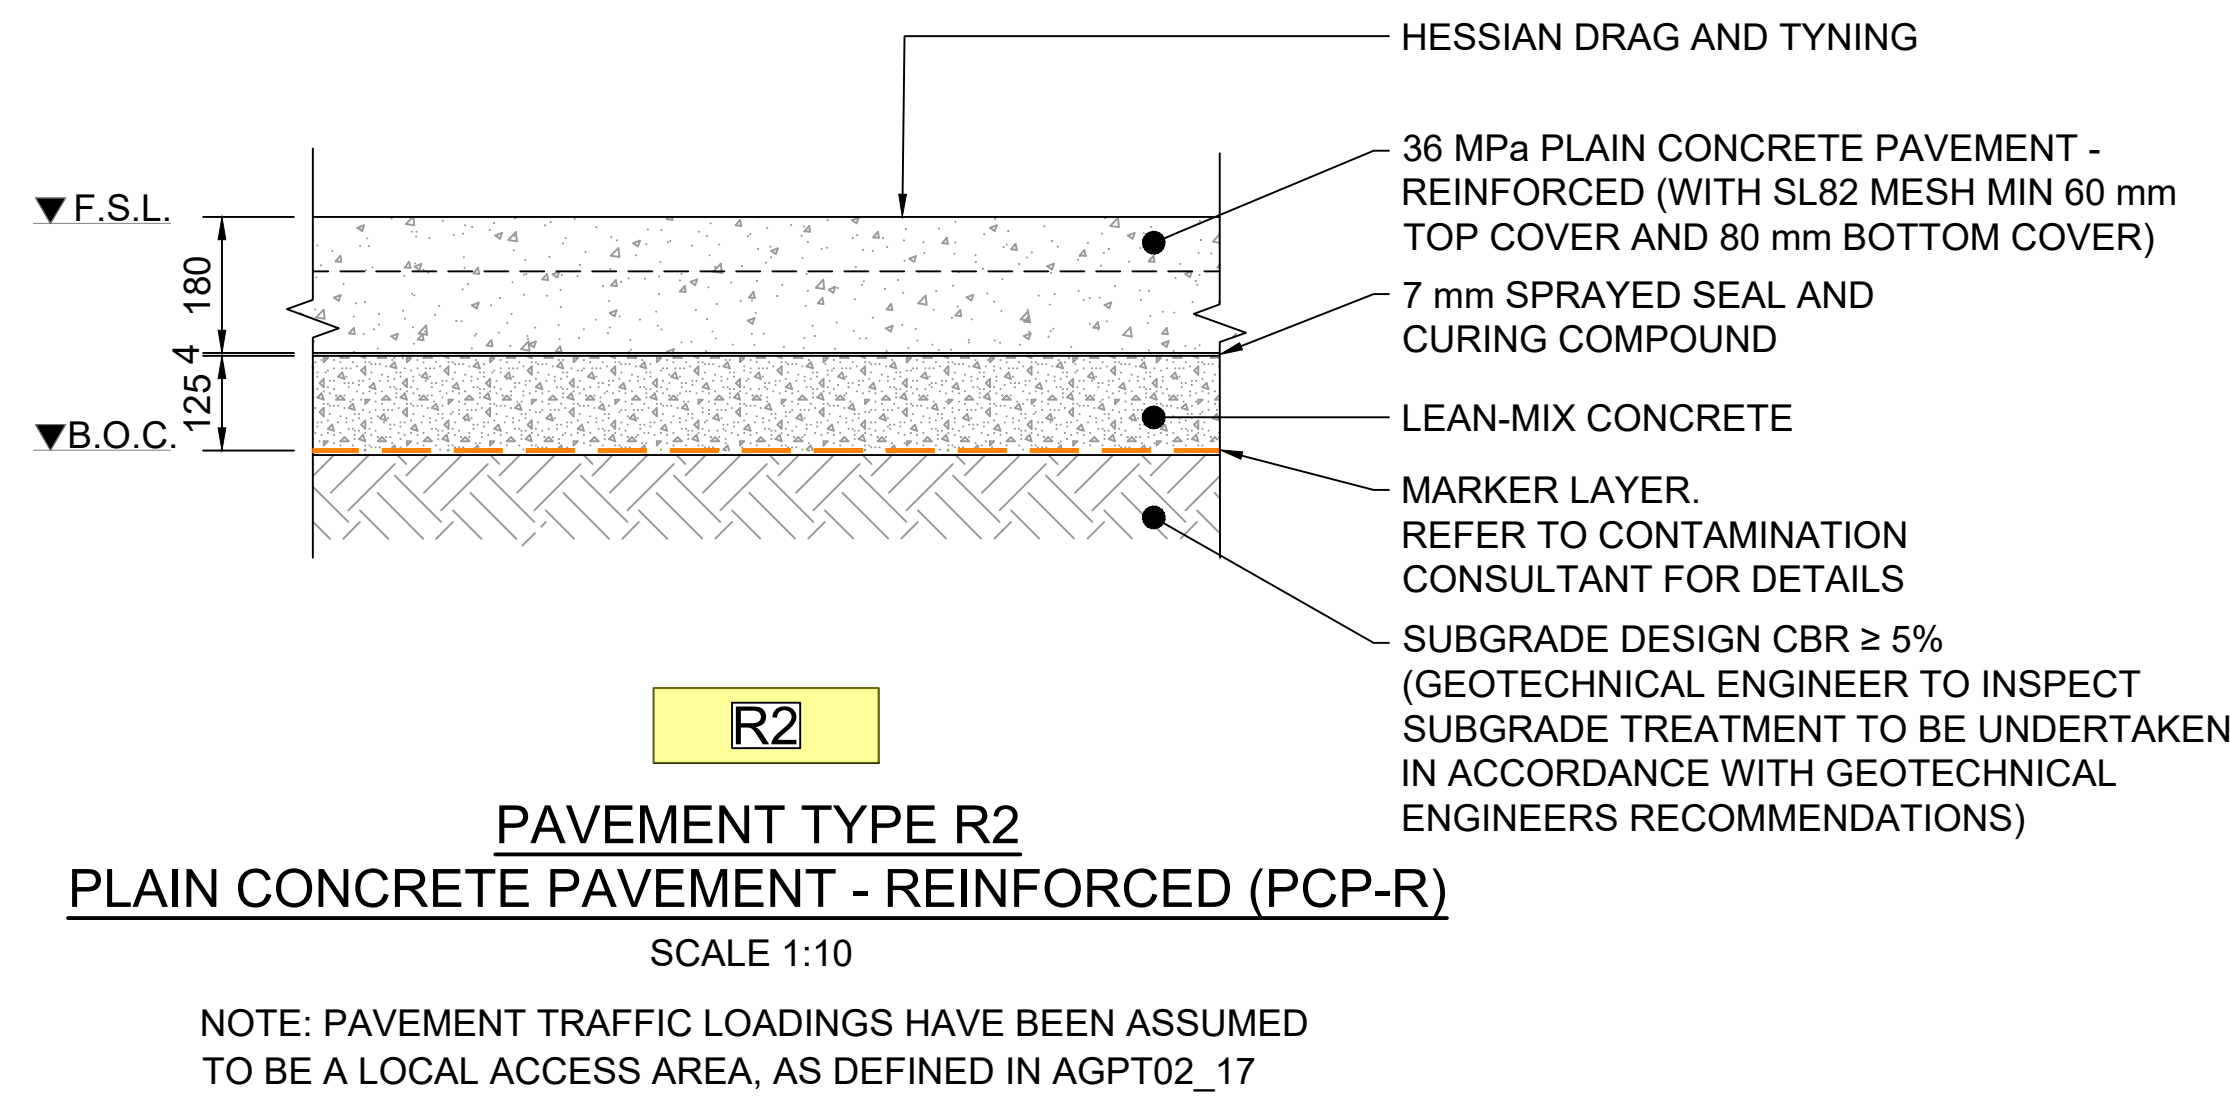 HESSIAN DRAG AND TYNING
36 MPa PLAIN CONCRETE PAVEMENT -
REINFORCED (WITH SL82 MESH MIN 60 mm
TOP COVER AND 80 mm BOTTOM COVER)
7 mm SPRAYED SEAL AND
CURING COMPOUND
LEAN-MIX CONCRETE
MARKER LAYER.
REFER TO CONTAMINATION
CONSULTANT FOR DETAILS
SUBGRADE DESIGN CBR ≥ 5%
(GEOTECHNICAL ENGINEER TO INSPECT
SUBGRADE TREATMENT TO BE UNDERTAKEN
IN ACCORDANCE WITH GEOTECHNICAL
ENGINEERS RECOMMENDATIONS)
F.S.L.
180
4
125
B.O.C.
R2
PAVEMENT TYPE R2
PLAIN CONCRETE PAVEMENT - REINFORCED (PCP-R)
SCALE 1:10
NOTE: PAVEMENT TRAFFIC LOADINGS HAVE BEEN ASSUMED
TO BE A LOCAL ACCESS AREA, AS DEFINED IN AGPT02_17